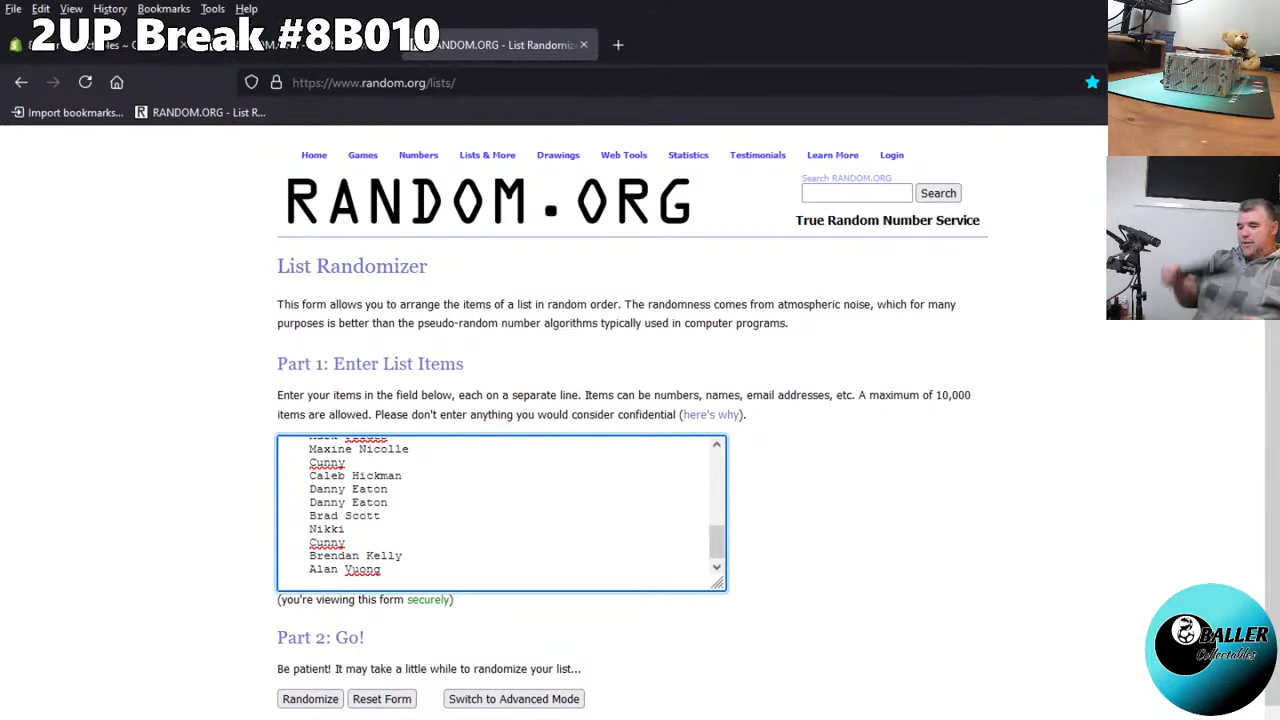 File Edit View History Bookmarks Tools Help
2UP Break #8B010
RANDOM.ORG - List Randomiz
https://www.random.org/lists/
Import bookmarks...
RANDOM.ORG - List R...
Home Games Numbers Lists & More Drawings Web Tools Statistics Testimonials Learn More Login
RANDOM.ORG
Search RANDOM.ORG
Search
True Random Number Service
List Randomizer
This form allows you to arrange the items of a list in random order. The randomness comes from atmospheric noise, which for many
purposes is better than the pseudo-random number algorithms typically used in computer programs.
Part 1: Enter List Items
Enter your items in the field below, each on a separate line. Items can be numbers, names, email addresses, etc. A maximum of 10,000
items are allowed. Please don't enter anything you would consider confidential (here's why).
Maxine Nicolle
Cunny
Caleb Hickman
Danny Eaton
Danny Eaton
Brad Scott
Nikki
Cunny
Brendan Kelly
Alan Vuong
(you're viewing this form securely)
Part 2: Go!
Be patient! It may take a little while to randomize your list...
Randomize Reset Form Switch to Advanced Mode
BALLER
Collectables